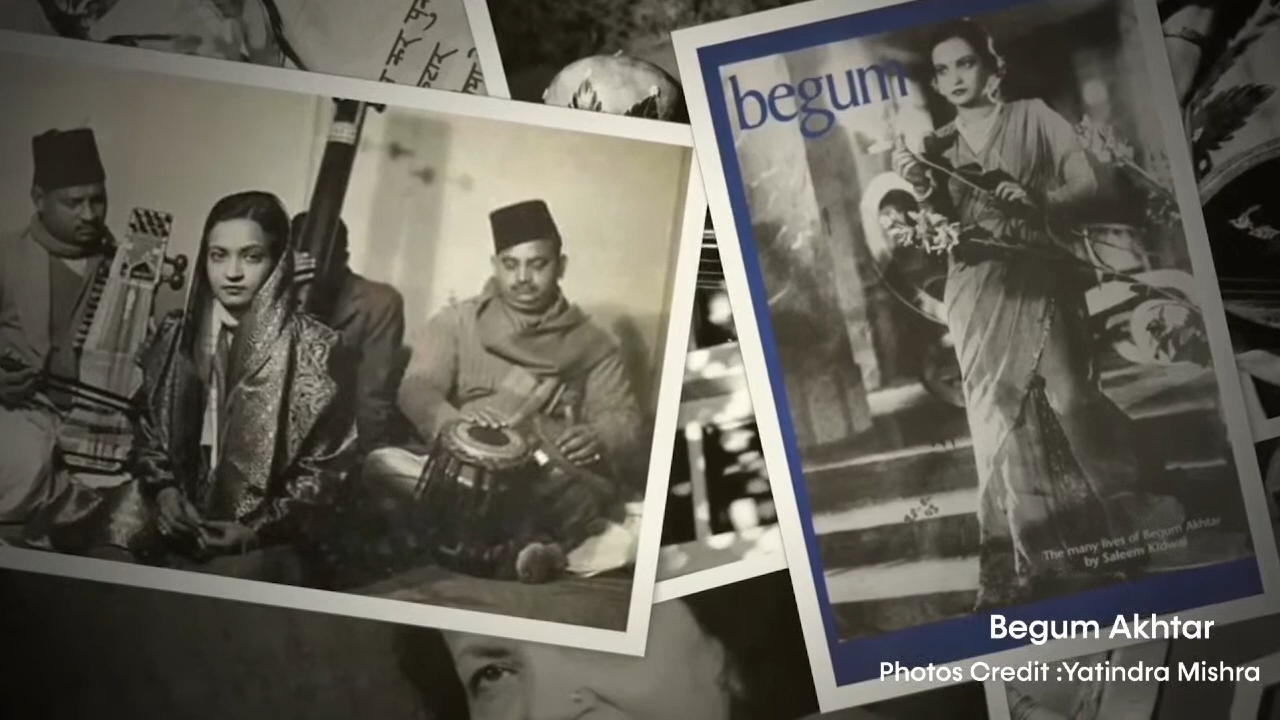 begum
The many lives of Begum Akhtar
by Saleem Kidwai
Begum Akhtar
Photos Credit :Yatindra Mishra